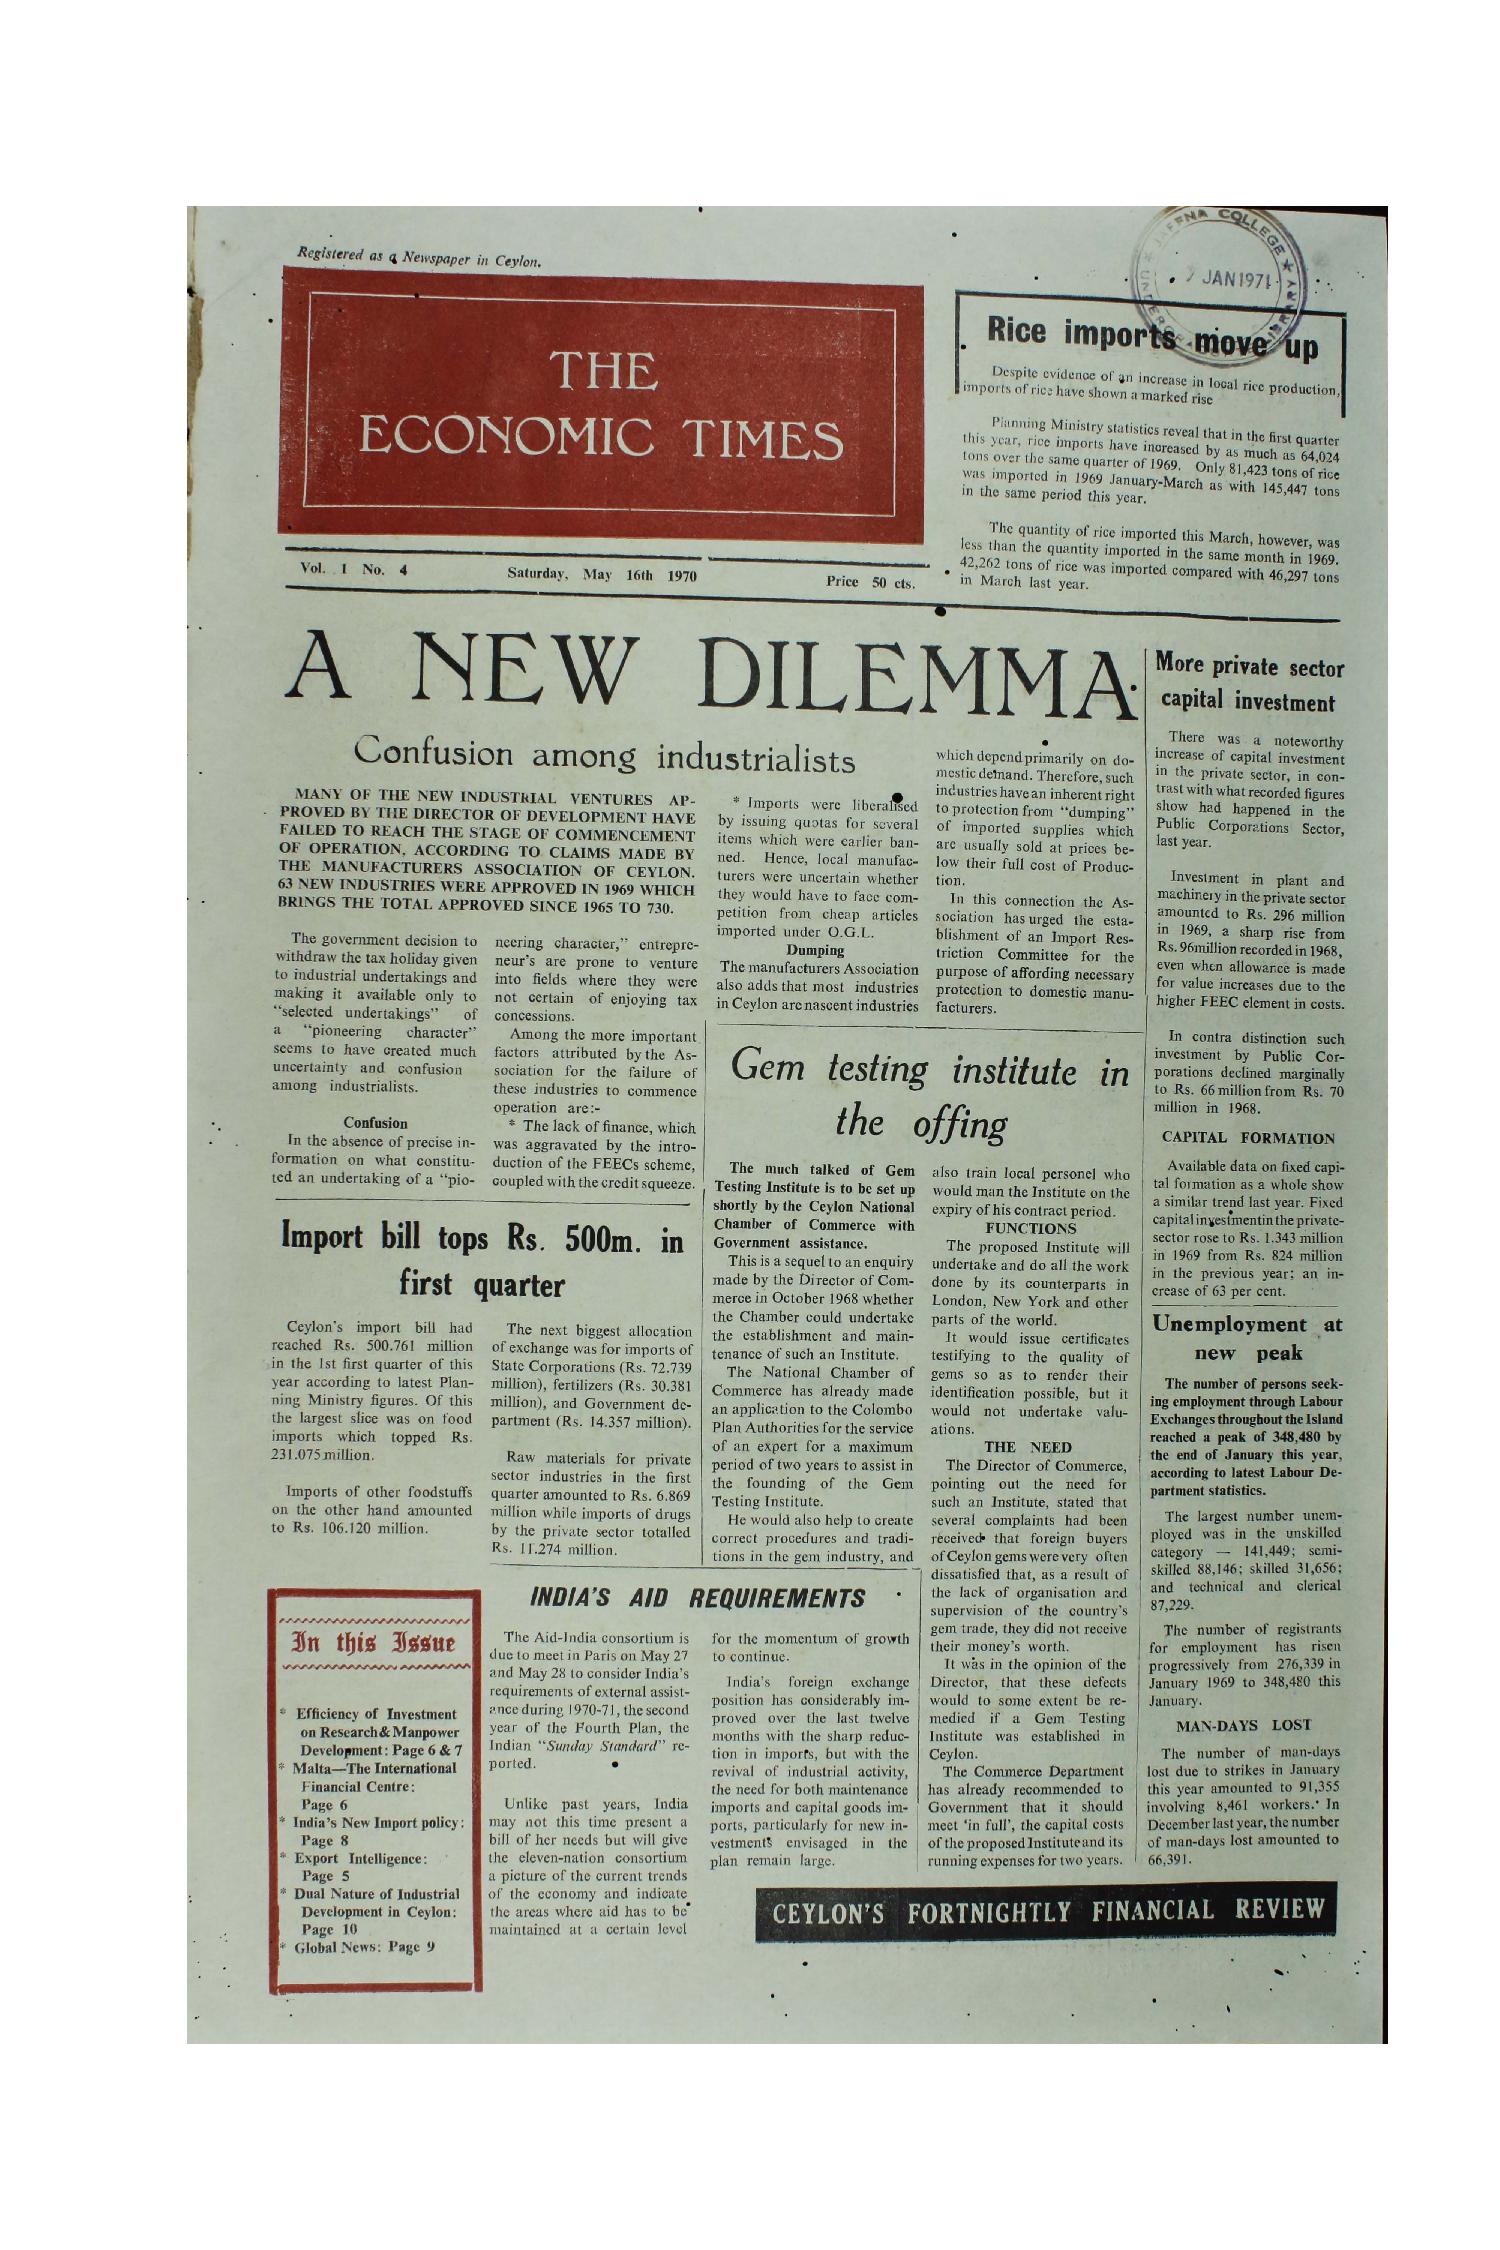 Registered as a Newspaper in Ceylon.
THE
ECONOMIC TIMES
Vol. 1 No. 4
Saturday, May 16th 1970
Price 50 cts.
JAFFNA COLLEGE
JAN 1971
Rice imports move up
Despite evidence of an increase in local rice production,
imports of rice have shown a marked rise
Planning Ministry statistics reveal that in the first quarter
this year, rice imports have increased by as much as 64,024
tons over the same quarter of 1969. Only 81,423 tons of rice
was imported in 1969 January-March as with 145,447 tons
in the same period this year.
The quantity of rice imported this March, however, was
less than the quantity imported in the same month in 1969.
42,262 tons of rice was imported compared with 46,297 tons
in March last year.
A NEW DILEMMA
Confusion among industrialists
MANY OF THE NEW INDUSTRIAL VENTURES AP-
PROVED BY THE DIRECTOR OF DEVELOPMENT HAVE
FAILED TO REACH THE STAGE OF COMMENCEMENT
OF OPERATION, ACCORDING TO CLAIMS MADE BY
THE MANUFACTURERS ASSOCIATION OF CEYLON.
63 NEW INDUSTRIES WERE APPROVED IN 1969 WHICH
BRINGS THE TOTAL APPROVED SINCE 1965 TO 730.
The government decision to
withdraw the tax holiday given
to industrial undertakings and
making it available only to
"selected undertakings" of
a "pioneering character"
seems to have created much
uncertainty and confusion
among industrialists.
Confusion
In the absence of precise in-
formation on what constitu-
ted an undertaking of a "pio-
neering character," entrepre-
neur's are prone to venture
into fields where they were
not certain of enjoying tax
concessions.
Among the more important
factors attributed by the As-
sociation for the failure of
these industries to commence
operation are:-
* The lack of finance, which
was aggravated by the intro-
duction of the FEECs scheme,
coupled with the credit squeeze.
* Imports were liberalised
by issuing quotas for several
items which were earlier ban-
ned. Hence, local manufac-
turers were uncertain whether
they would have to face com-
petition from cheap articles
imported under O.G.L.
Dumping
The manufacturers Association
also adds that most industries
in Ceylon are nascent industries
which depend primarily on do-
mestic demand. Therefore, such
industries have an inherent right
to protection from "dumping"
of imported supplies which
are usually sold at prices be-
low their full cost of Produc-
tion.
In this connection the As-
sociation has urged the esta-
blishment of an Import Res-
triction Committee for the
purpose of affording necessary
protection to domestic manu-
facturers.
More private sector
capital investment
There was a noteworthy
increase of capital investment
in the private sector, in con-
trast with what recorded figures
show had happened in the
Public Corporations Sector,
last year.
Investment in plant and
machinery in the private sector
amounted to Rs. 296 million
in 1969, a sharp rise from
Rs. 96million recorded in 1968,
even when allowance is made
for value increases due to the
higher FEEC element in costs.
In contra distinction such
investment by Public Cor-
porations declined marginally
to Rs. 66 million from Rs. 70
million in 1968.
CAPITAL FORMATION
Available data on fixed capi-
tal formation as a whole show
a similar trend last year. Fixed
capital investment in the private-
sector rose to Rs. 1.343 million
in 1969 from Rs. 824 million
in the previous year; an in-
crease of 63 per cent.
Import bill tops Rs. 500m. in
first quarter
Ceylon's import bill had
reached Rs. 500.761 million
in the 1st first quarter of this
year according to latest Plan-
ning Ministry figures. Of this
the largest slice was on food
imports which topped Rs.
231.075 million.
Imports of other foodstuffs
on the other hand amounted
to Rs. 106.120 million.
The next biggest allocation
of exchange was for imports of
State Corporations (Rs. 72.739
million), fertilizers (Rs. 30.381
million), and Government de-
partment (Rs. 14.357 million).
Raw materials for private
sector industries in the first
quarter amounted to Rs. 6.869
million while imports of drugs
by the private sector totalled
Rs. 11.274 million.
Gem testing institute in
the offing
The much talked of Gem
Testing Institute is to be set up
shortly by the Ceylon National
Chamber of Commerce with
Government assistance.
This is a sequel to an enquiry
made by the Director of Com-
merce in October 1968 whether
the Chamber could undertake
the establishment and main-
tenance of such an Institute.
The National Chamber of
Commerce has already made
an application to the Colombo
Plan Authorities for the service
of an expert for a maximum
period of two years to assist in
the founding of the Gem
Testing Institute.
He would also help to create
correct procedures and tradi-
tions in the gem industry, and
also train local personel who
would man the Institute on the
expiry of his contract period.
FUNCTIONS
The proposed Institute will
undertake and do all the work
done by its counterparts in
London, New York and other
parts of the world.
It would issue certificates
testifying to the quality of
gems so as to render their
identification possible, but it
would not undertake valu-
ations.
THE NEED
The Director of Commerce,
pointing out the need for
such an Institute, stated that
several complaints had been
received that foreign buyers
of Ceylon gems were very often
dissatisfied that, as a result of
the lack of organisation and
supervision of the country's
gem trade, they did not receive
their money's worth.
It was in the opinion of the
Director, that these defects
would to some extent be re-
medied if a Gem Testing
Institute was established in
Ceylon.
The Commerce Department
has already recommended to
Government that it should
meet 'in full', the capital costs
of the proposed Institute and its
running expenses for two years.
Unemployment at
new peak
The number of persons seek-
ing employment through Labour
Exchanges throughout the Island
reached a peak of 348,480 by
the end of January this year,
according to latest Labour De-
partment statistics.
The largest number unem-
ployed was in the unskilled
category — 141,449; semi-
skilled 88,146; skilled 31,656;
and technical and clerical
87,229.
The number of registrants
for employment has risen
progressively from 276,339 in
January 1969 to 348,480 this
January.
MAN-DAYS LOST
The number of man-days
lost due to strikes in January
this year amounted to 91,355
involving 8,461 workers. In
December last year, the number
of man-days lost amounted to
66,391.
In this Issue
* Efficiency of Investment
on Research & Manpower
Development: Page 6 & 7
* Malta—The International
Financial Centre:
Page 6
* India's New Import policy:
Page 8
* Export Intelligence:
Page 5
* Dual Nature of Industrial
Development in Ceylon:
Page 10
* Global News: Page 9
INDIA'S AID REQUIREMENTS
The Aid-India consortium is
due to meet in Paris on May 27
and May 28 to consider India's
requirements of external assist-
ance during 1970-71, the second
year of the Fourth Plan, the
Indian "Sunday Standard" re-
ported.
Unlike past years, India
may not this time present a
bill of her needs but will give
the eleven-nation consortium
a picture of the current trends
of the economy and indicate
the areas where aid has to be
maintained at a certain level
for the momentum of growth
to continue.
India's foreign exchange
position has considerably im-
proved over the last twelve
months with the sharp reduc-
tion in imports, but with the
revival of industrial activity,
the need for both maintenance
imports and capital goods im-
ports, particularly for new in-
vestments envisaged in the
plan remain large.
CEYLON'S FORTNIGHTLY FINANCIAL REVIEW